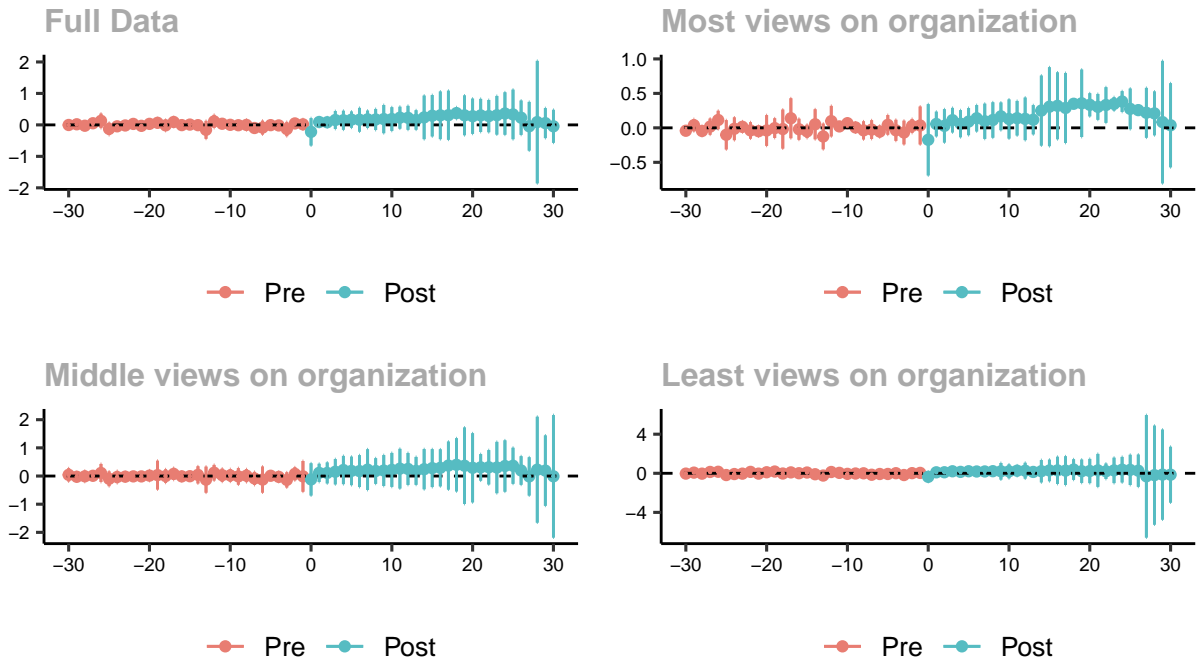 Full Data
2
1
0
−1
−2
−30 −20 −10 0 10 20 30
Pre Post
Most views on organization
1.0
0.5
0.0
−0.5
−30 −20 −10 0 10 20 30
Pre Post
Middle views on organization
2
1
0
−1
−2
−30 −20 −10 0 10 20 30
Pre Post
Least views on organization
4
0
−4
−30 −20 −10 0 10 20 30
Pre Post